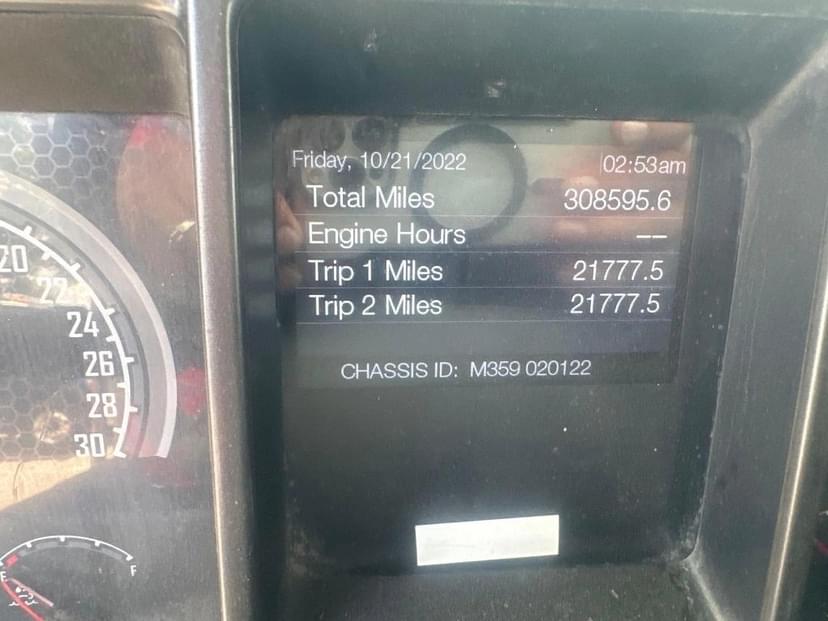 Friday, 10/21/2022 02:53am
Total Miles 308595.6
Engine Hours --
Trip 1 Miles 21777.5
Trip 2 Miles 21777.5
CHASSIS ID: M359 020122
20
22
24
26
28
30
E F